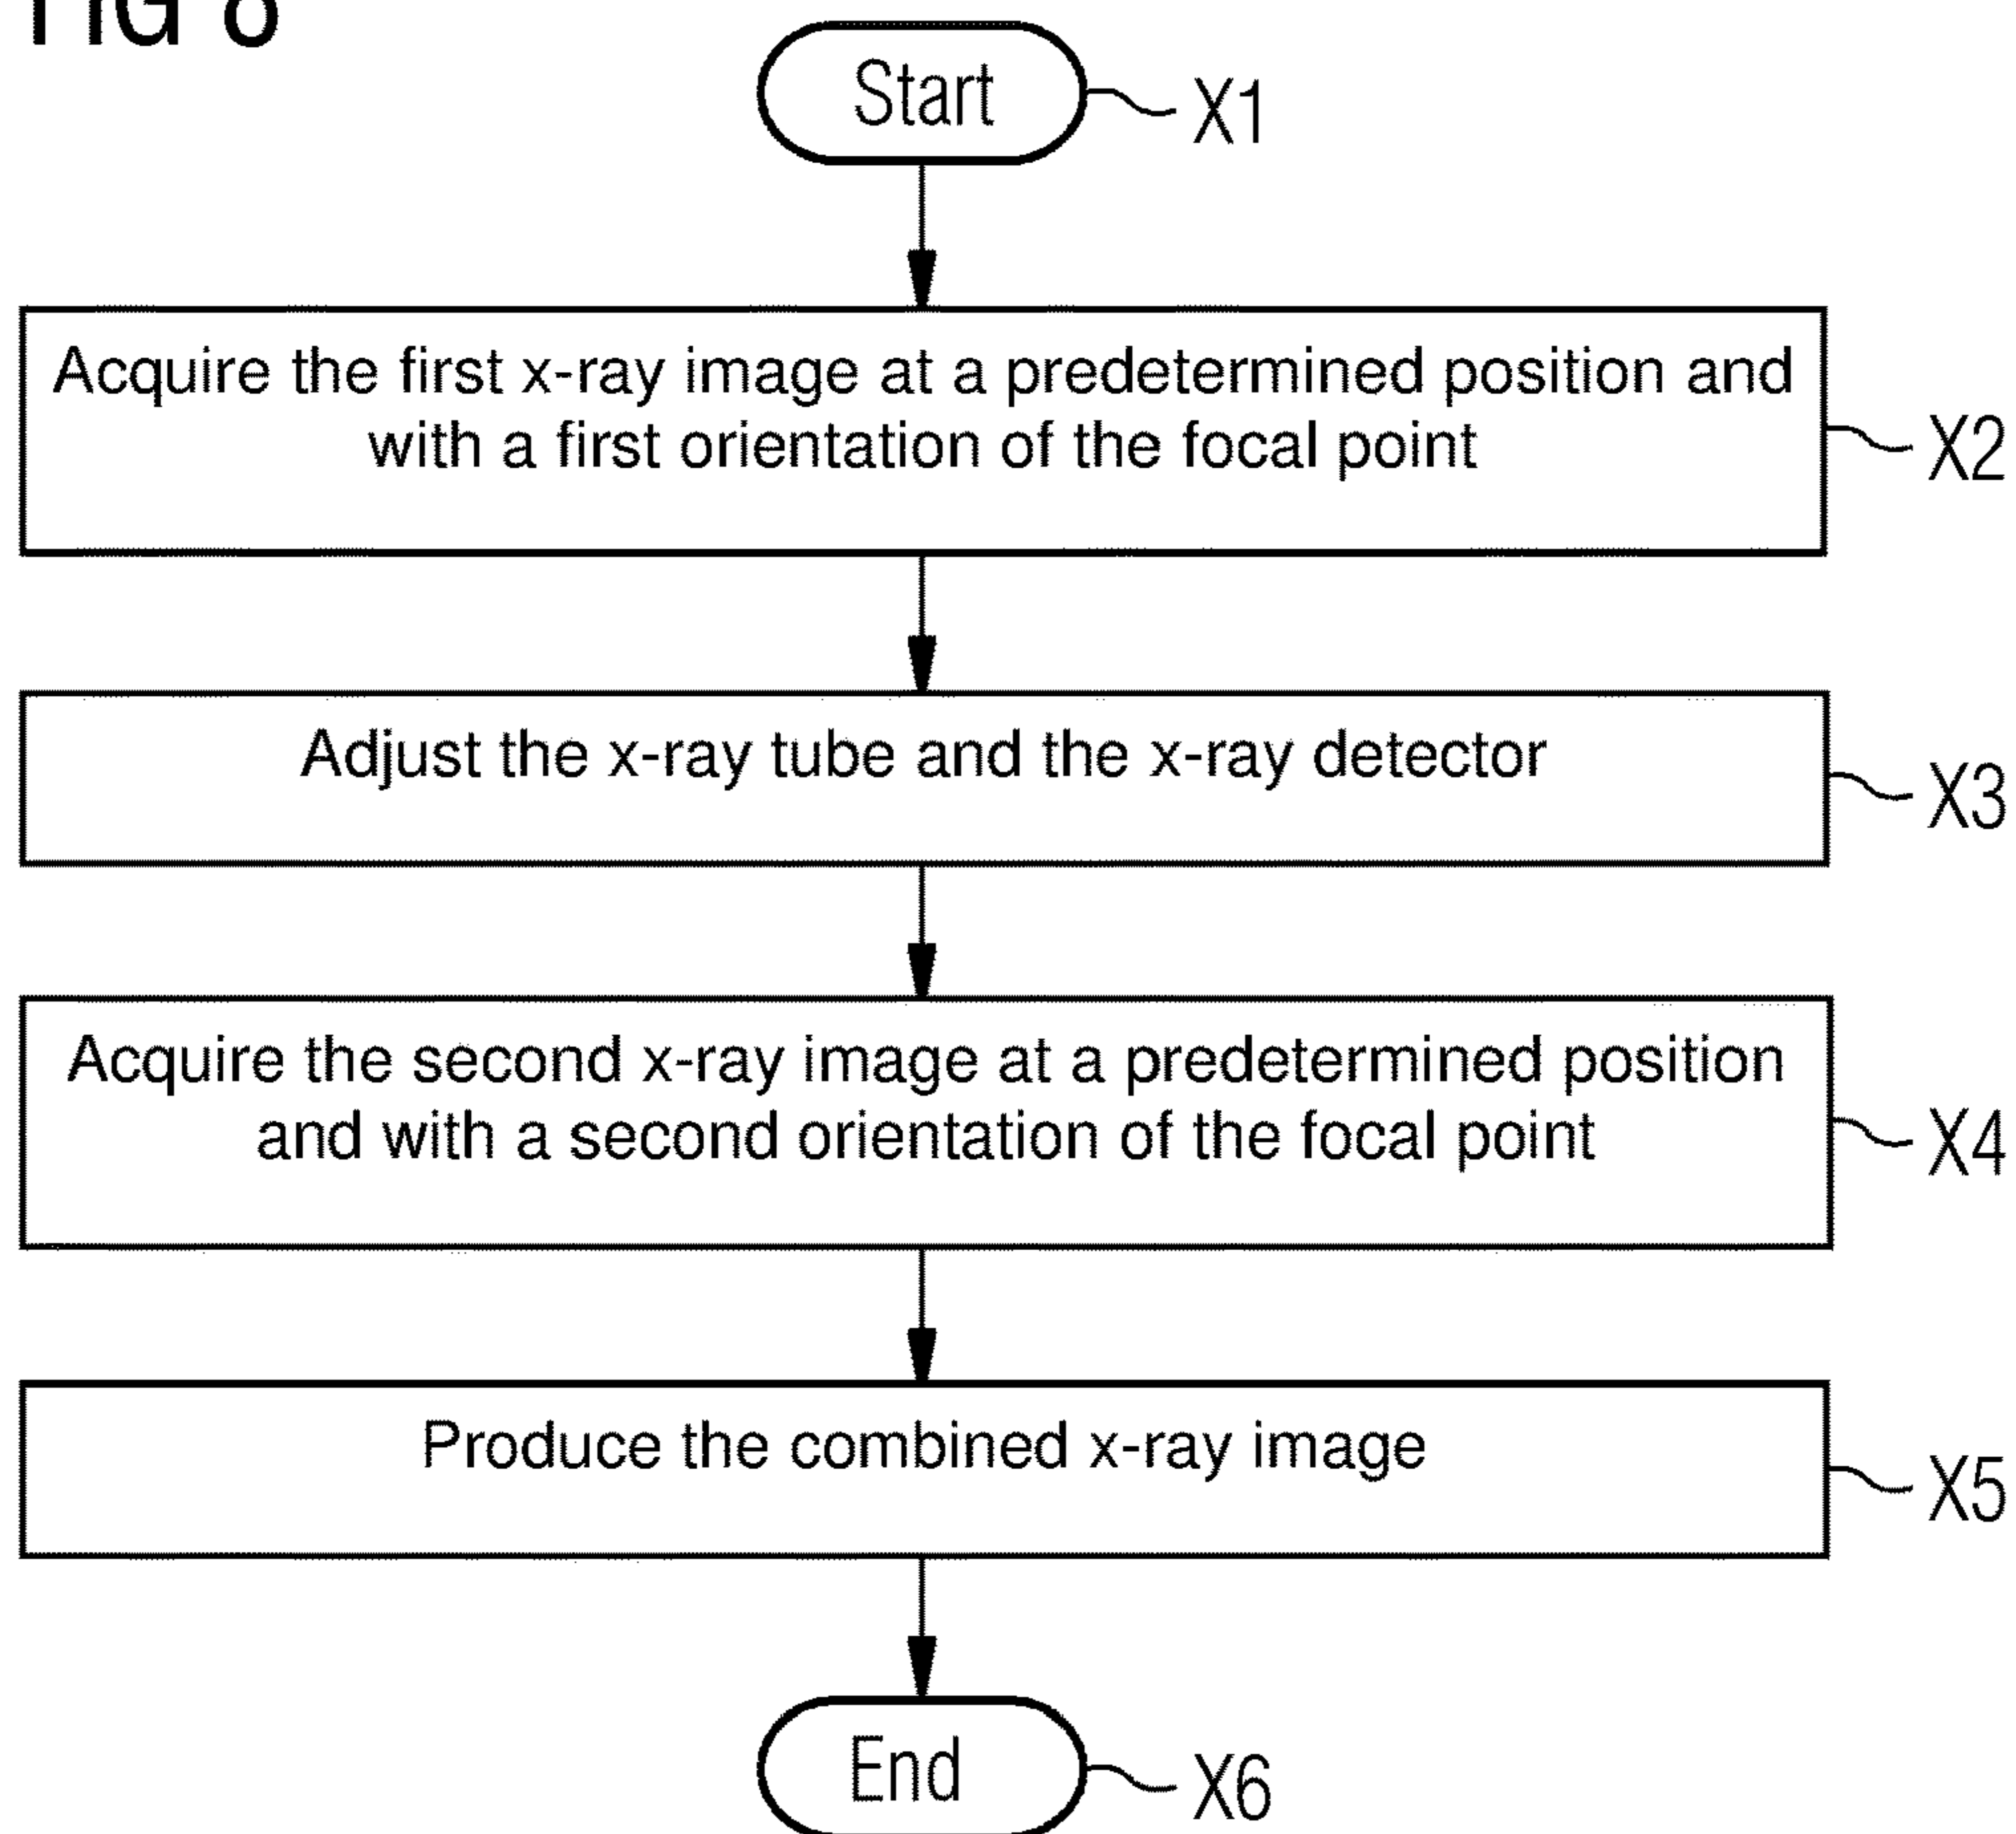 FIG 8
Start
X1
Acquire the first x-ray image at a predetermined position and
with a first orientation of the focal point
X2
Adjust the x-ray tube and the x-ray detector
X3
Acquire the second x-ray image at a predetermined position
and with a second orientation of the focal point
X4
Produce the combined x-ray image
X5
End
X6